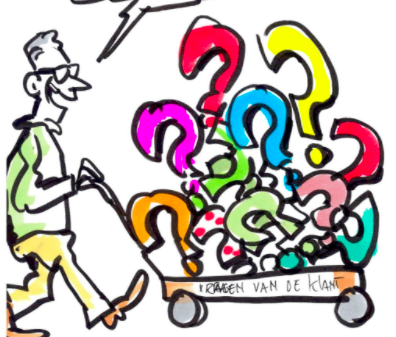 VRAGEN VAN DE KLANT